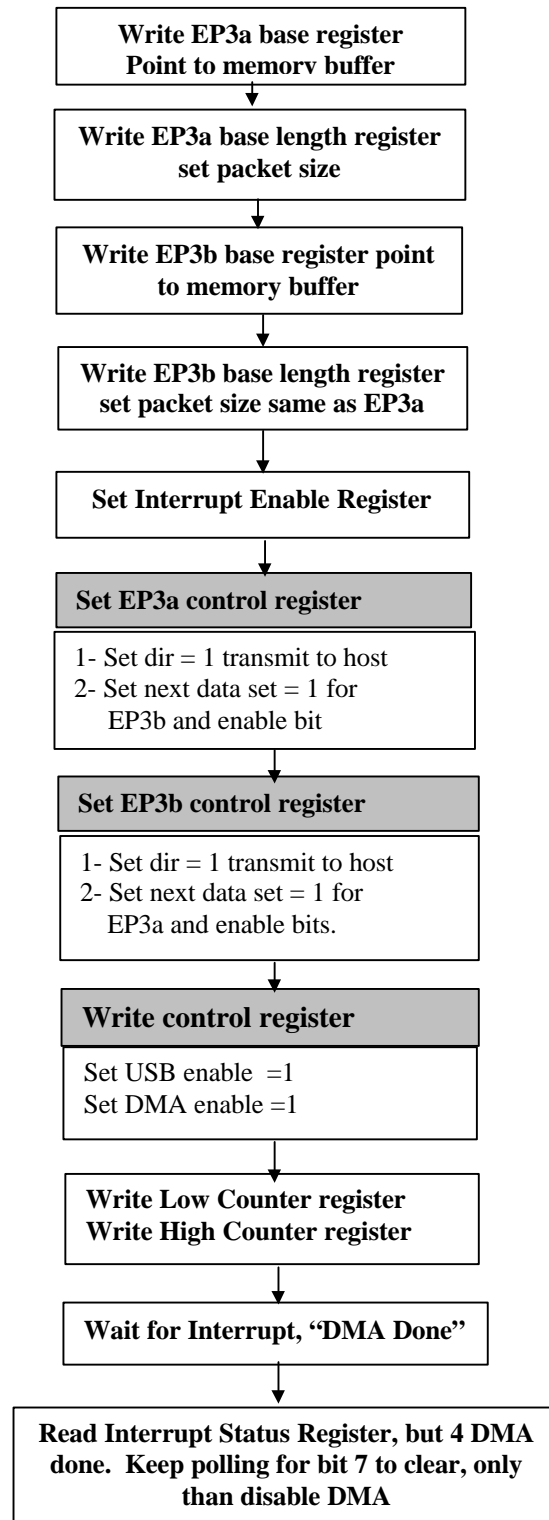 Write EP3a base register
Point to memory buffer
Write EP3a base length register
set packet size
Write EP3b base register point
to memory buffer
Write EP3b base length register
set packet size same as EP3a
Set Interrupt Enable Register
Set EP3a control register
1- Set dir = 1 transmit to host
2- Set next data set = 1 for
EP3b and enable bit
Set EP3b control register
1- Set dir = 1 transmit to host
2- Set next data set = 1 for
EP3a and enable bits.
Write control register
Set USB enable =1
Set DMA enable =1
Write Low Counter register
Write High Counter register
Wait for Interrupt, “DMA Done”
Read Interrupt Status Register, but 4 DMA
done. Keep polling for bit 7 to clear, only
than disable DMA